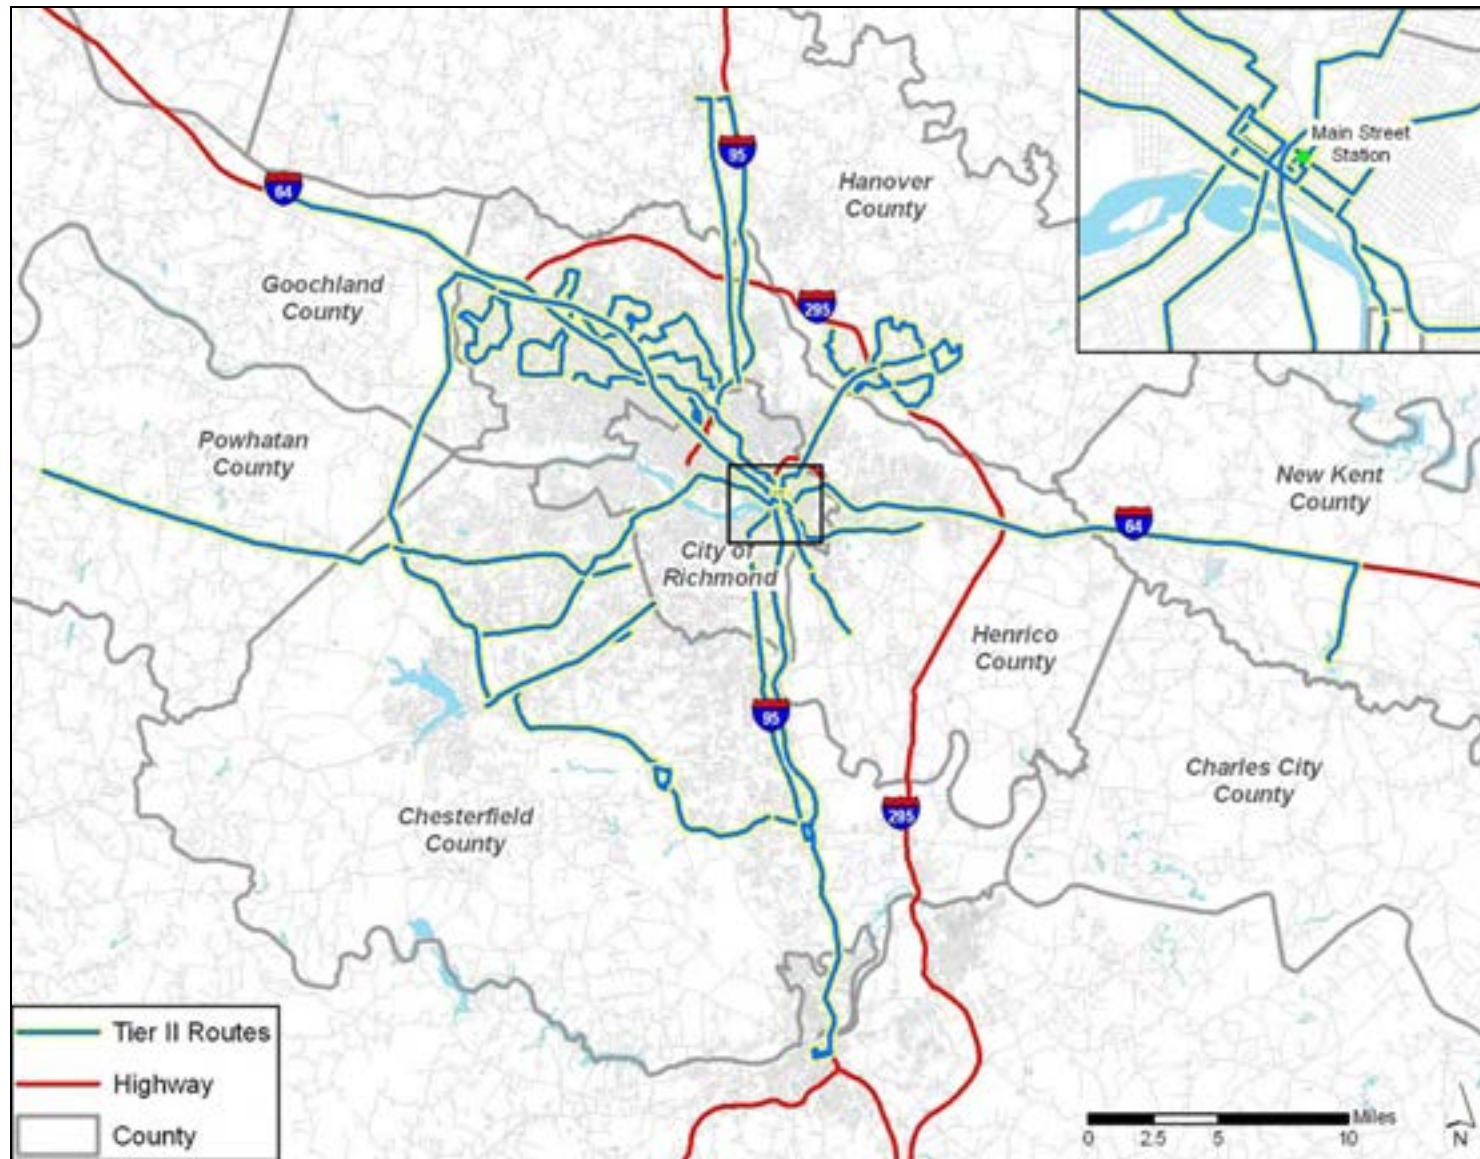 95
64
Hanover
County
Main Street
Station
Goochland
County
295
Powhatan
County
New Kent
County
64
City of
Richmond
Henrico
County
95
Charles City
County
Chesterfield
County
295
Tier II Routes
Highway
County
Miles
0 2.5 5 10
N